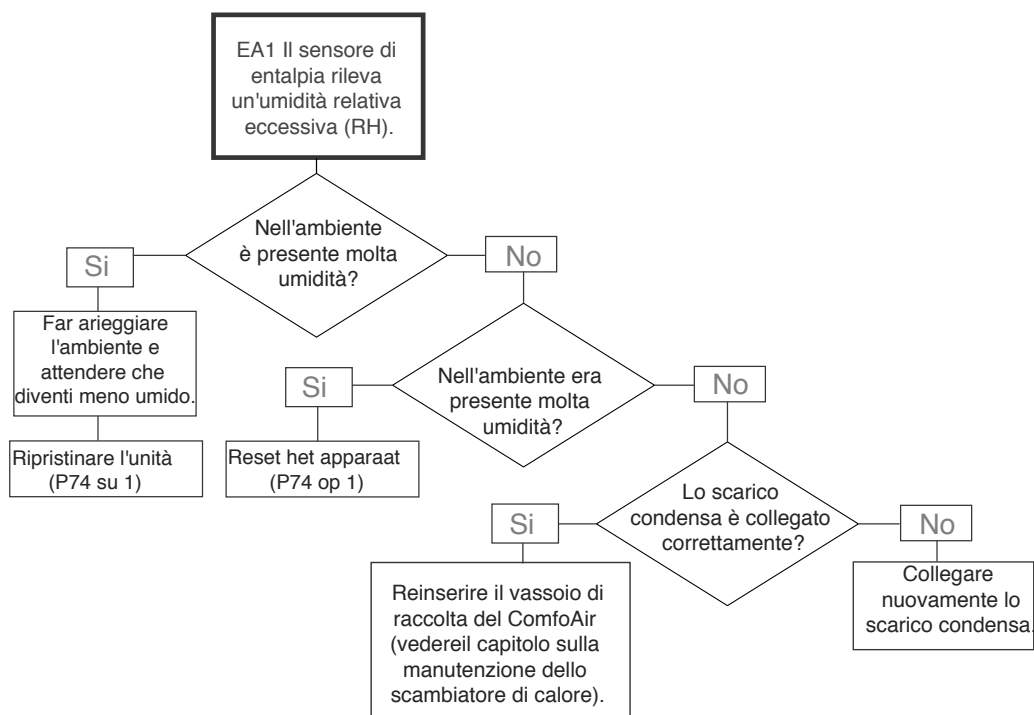 EA1 Il sensore di
entalpia rileva
un'umidità relativa
eccessiva (RH).
Nell'ambiente
è presente molta
umidità?
Si
No
Far arieggiare
l'ambiente e
attendere che
diventi meno umido.
Ripristinare l'unità
(P74 su 1)
Nell'ambiente era
presente molta
umidità?
Si
No
Reset het apparaat
(P74 op 1)
Lo scarico
condensa è collegato
correttamente?
Si
No
Reinserire il vassoio di
raccolta del ComfoAir
(vedereil capitolo sulla
manutenzione dello
scambiatore di calore).
Collegare
nuovamente lo
scarico condensa.